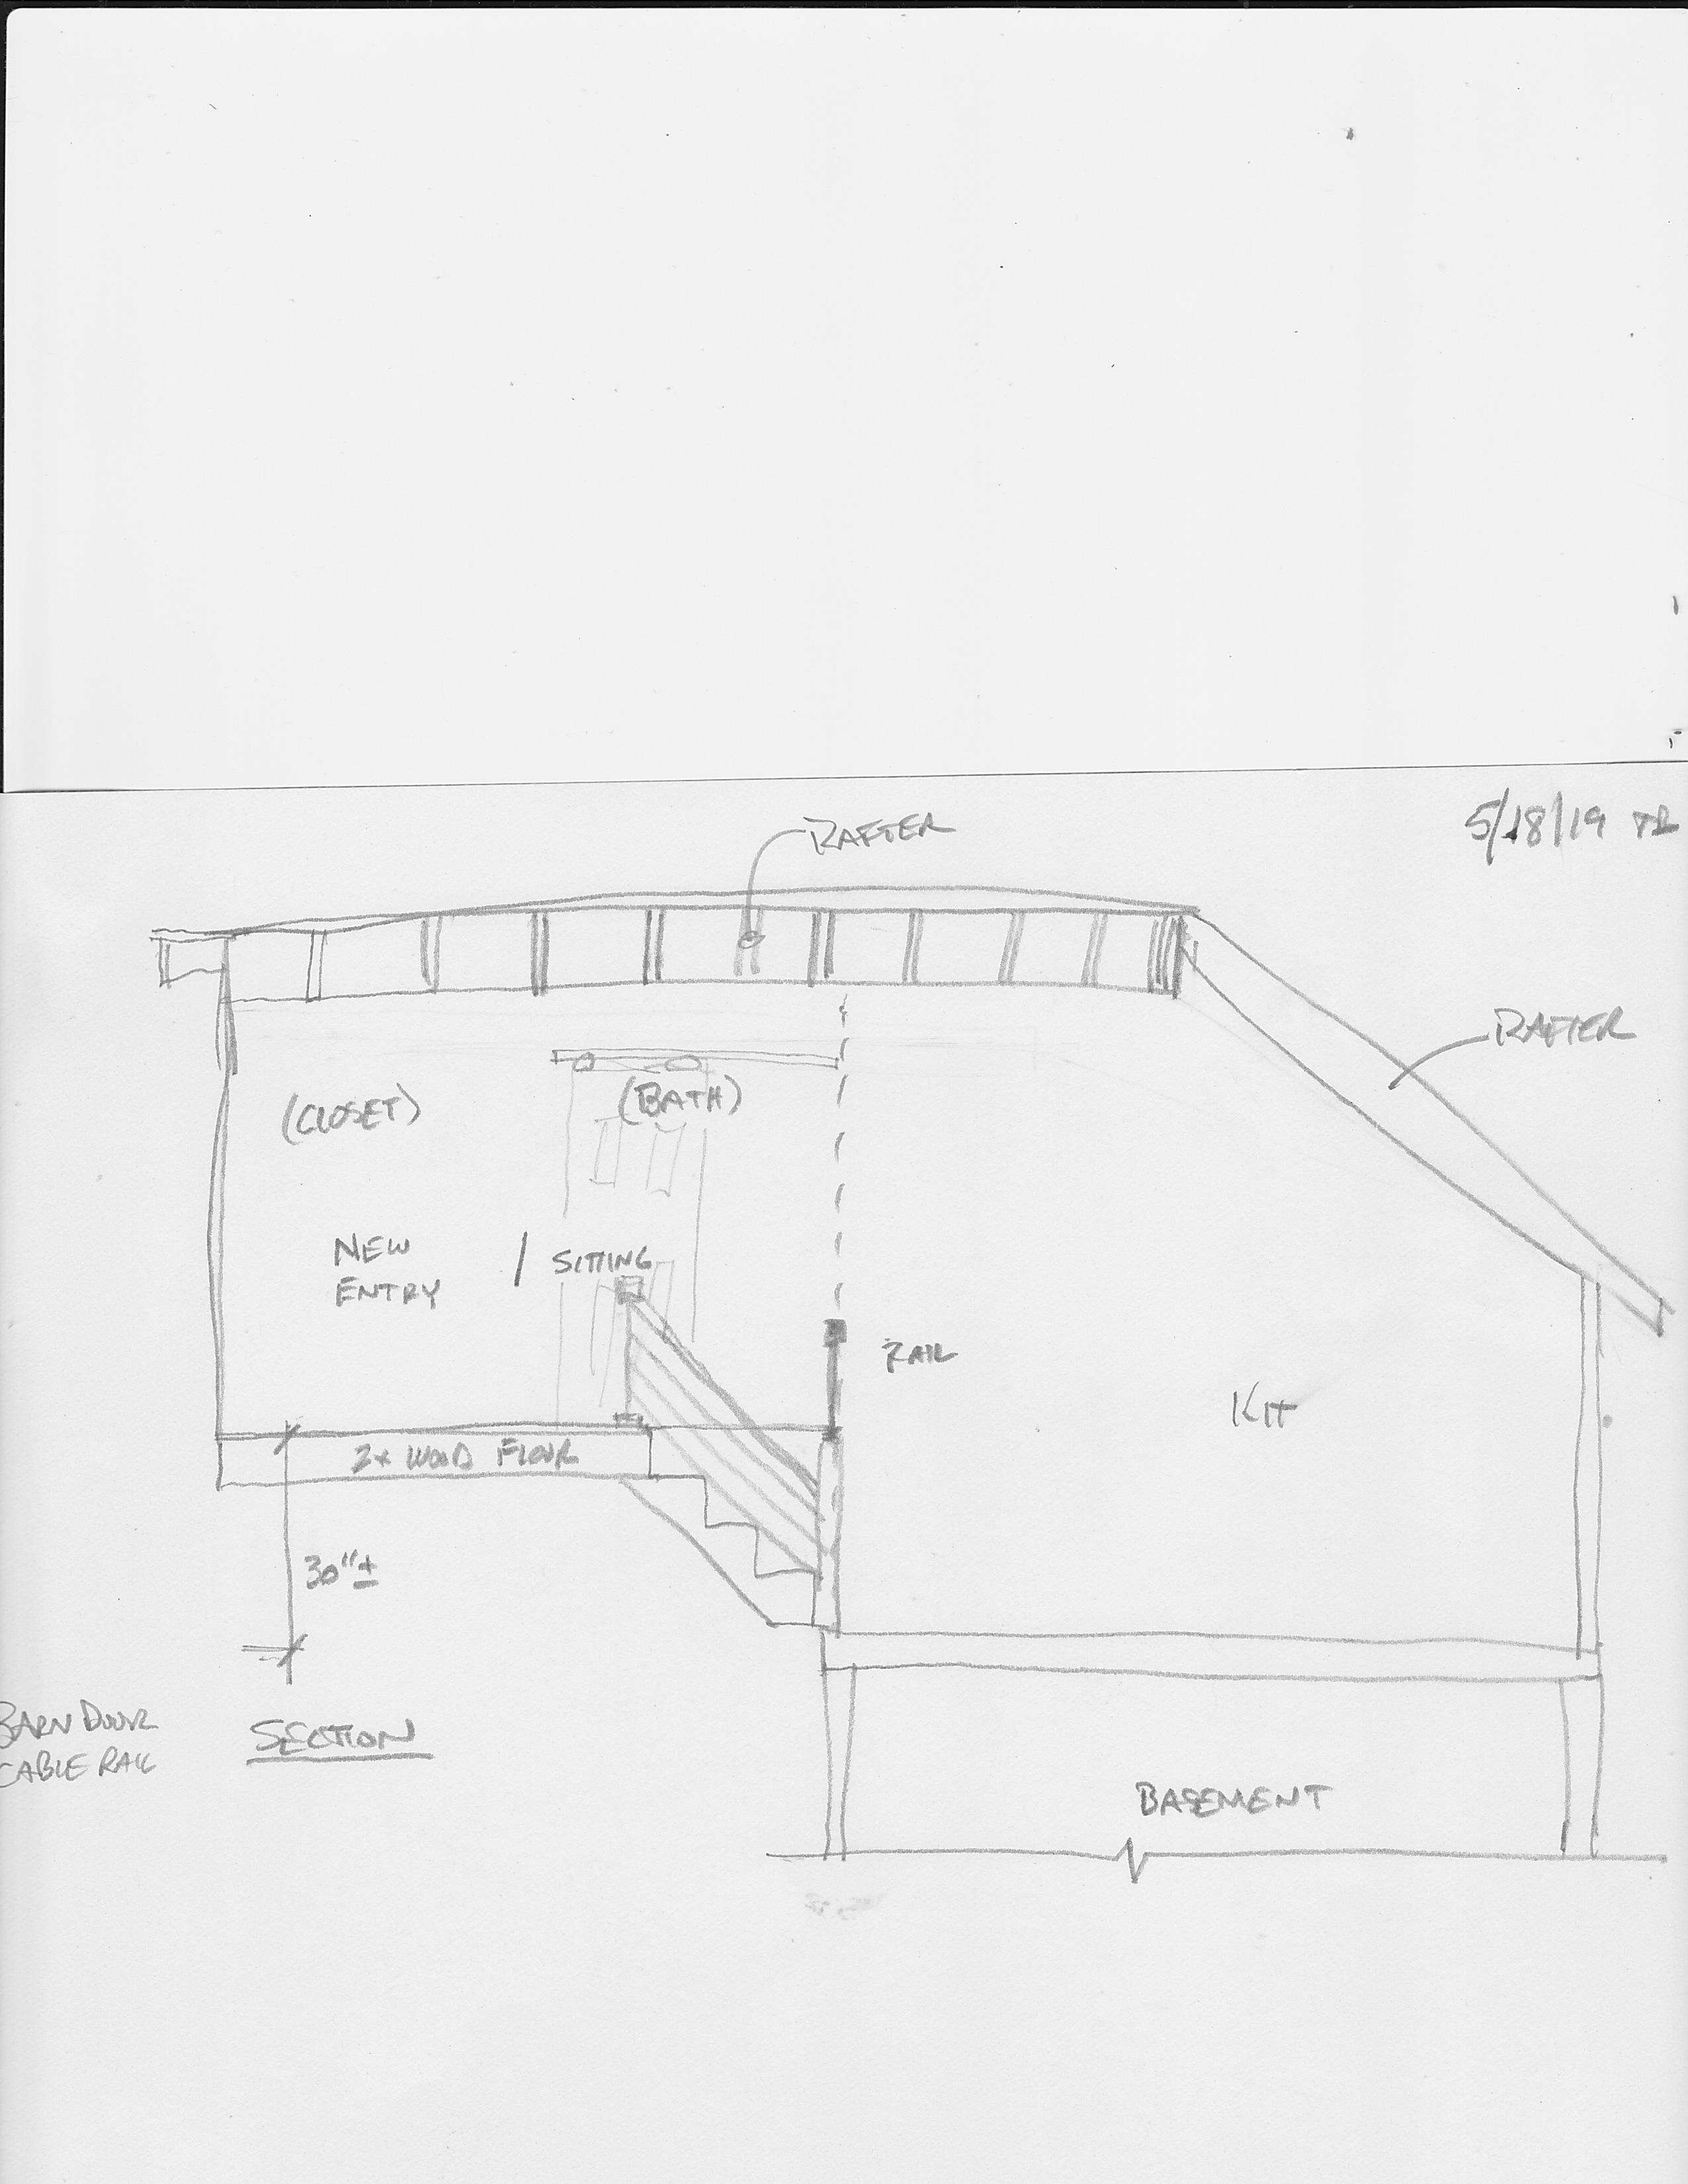 5/18/19
RAFTER
RAFTER
(CLOSET)
(BATH)
NEW
ENTRY
/ SITTING
RAIL
KIT
2x WOOD FLOOR
30"±
BARN DOOR
CABLE RAIL
SECTION
BASEMENT